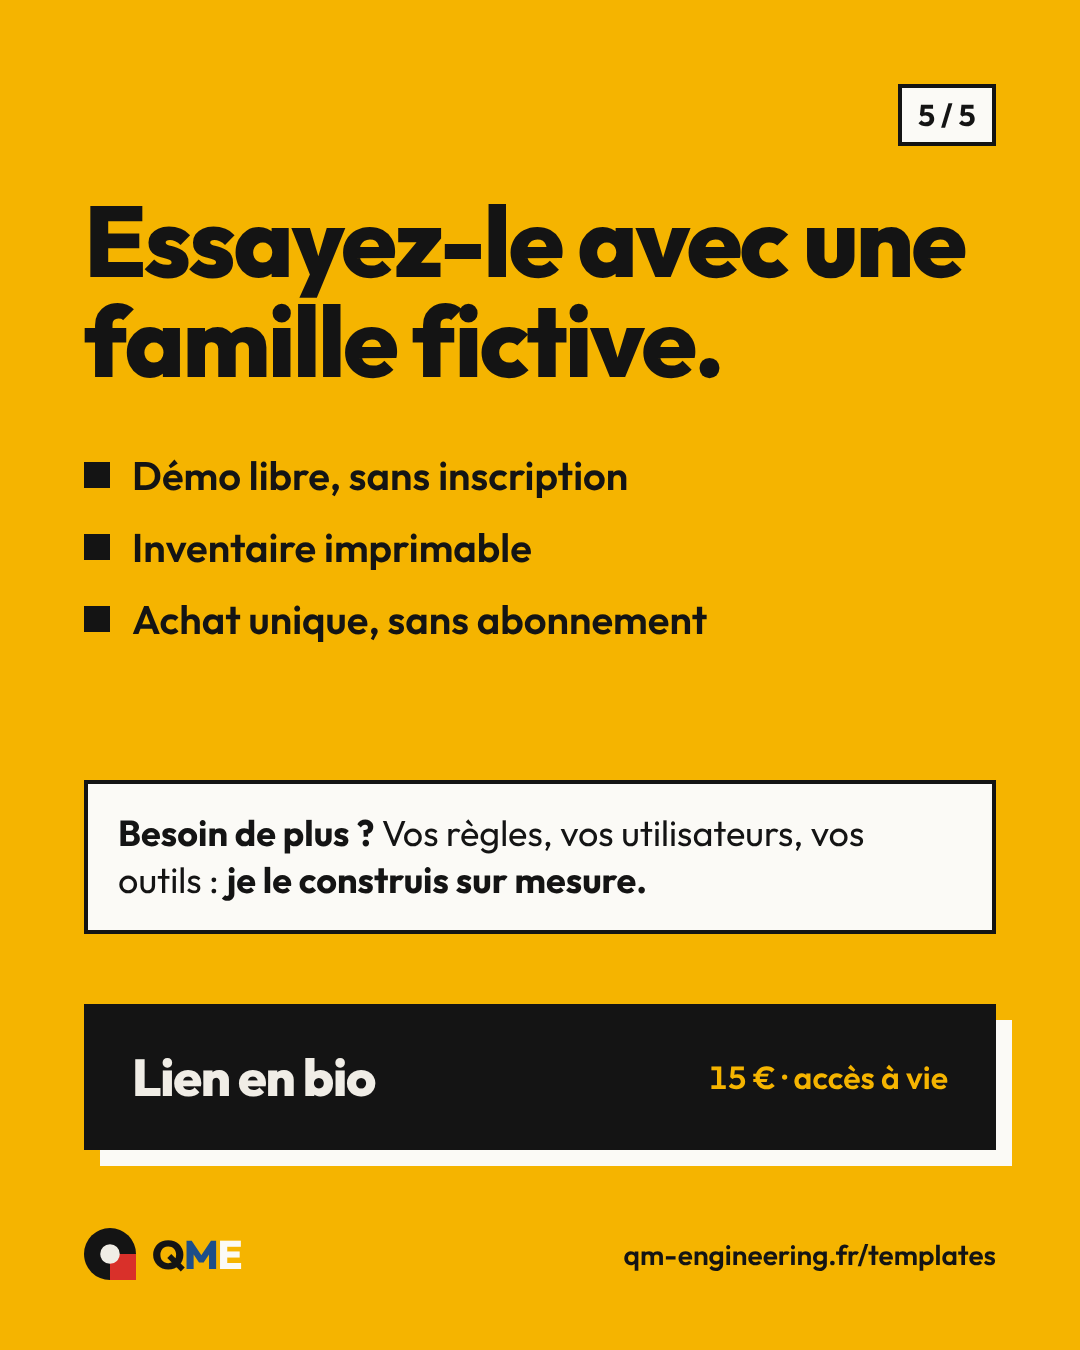 5 / 5
Essayez-le avec une
famille fictive.
Démo libre, sans inscription
Inventaire imprimable
Achat unique, sans abonnement
Besoin de plus ? Vos règles, vos utilisateurs, vos
outils : je le construis sur mesure.
Lien en bio
15 € · accès à vie
QME
qm-engineering.fr/templates